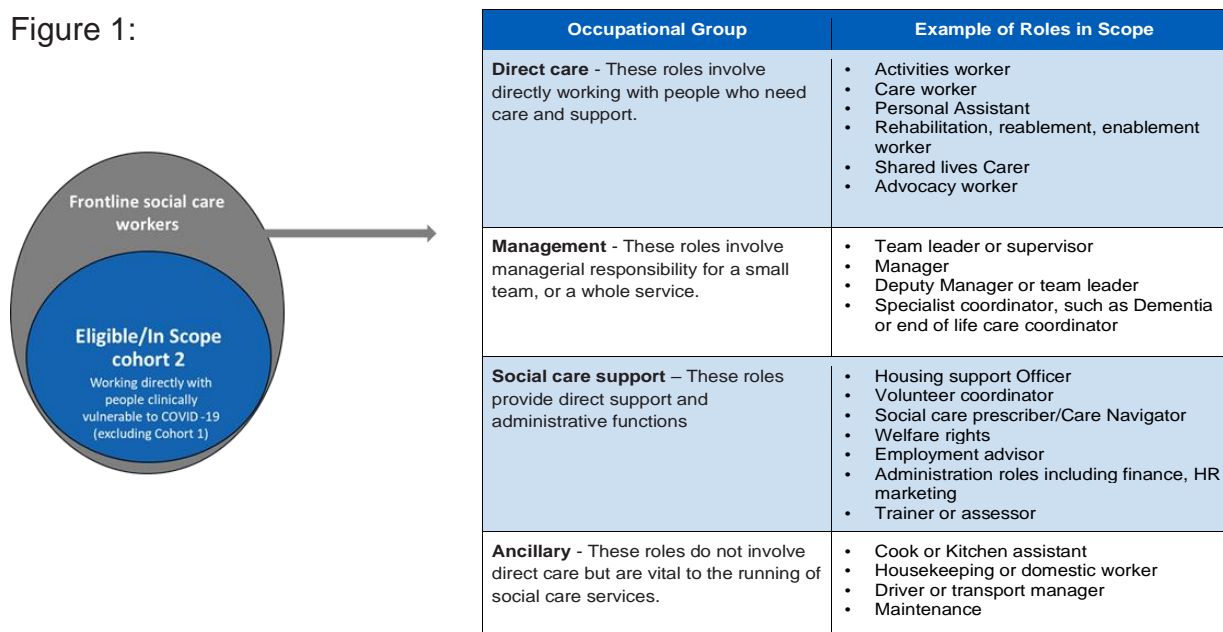 Figure 1:
Frontline social care
workers
Eligible/In Scope
cohort 2
Working directly with
people clinically
vulnerable to COVID -19
(excluding Cohort 1)
Occupational Group
Example of Roles in Scope
Direct care - These roles involve
directly working with people who need
care and support.
• Activities worker
• Care worker
• Personal Assistant
• Rehabilitation, reablement, enablement
worker
• Shared lives Carer
• Advocacy worker
Management - These roles involve
managerial responsibility for a small
team, or a whole service.
• Team leader or supervisor
• Manager
• Deputy Manager or team leader
• Specialist coordinator, such as Dementia
or end of life care coordinator
Social care support – These roles
provide direct support and
administrative functions
• Housing support Officer
• Volunteer coordinator
• Social care prescriber/Care Navigator
• Welfare rights
• Employment advisor
• Administration roles including finance, HR
marketing
• Trainer or assessor
Ancillary - These roles do not involve
direct care but are vital to the running of
social care services.
• Cook or Kitchen assistant
• Housekeeping or domestic worker
• Driver or transport manager
• Maintenance